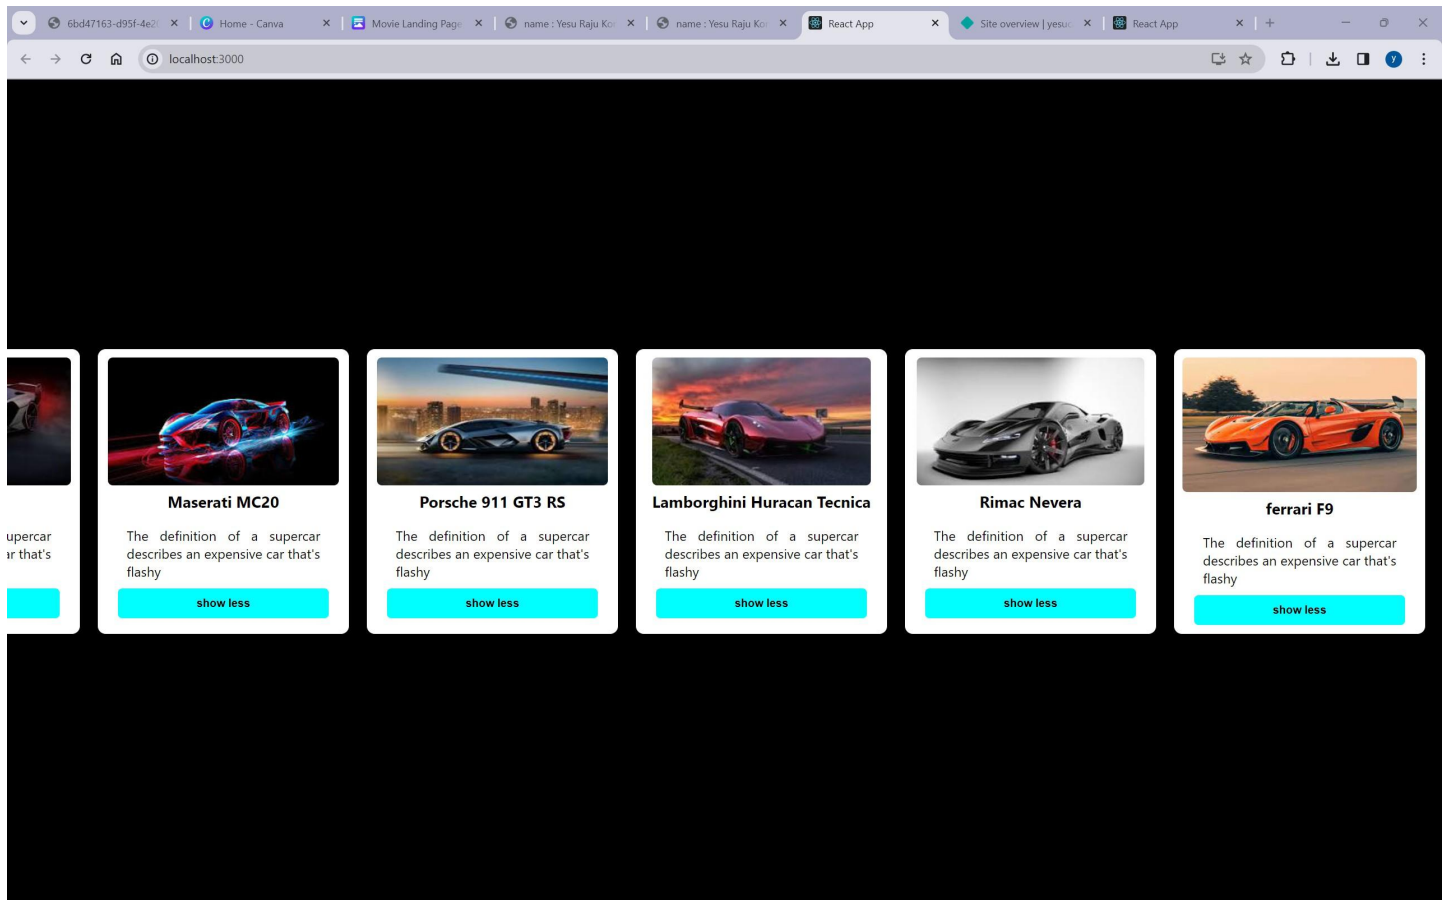 6bd47163-d95f-4e2
Home - Canva
Movie Landing Page
name : Yesu Raju Kor
name : Yesu Raju Kor
React App
Site overview | yesu
React App
localhost:3000
y
Maserati MC20
Porsche 911 GT3 RS
Lamborghini Huracan Tecnica
Rimac Nevera
ferrari F9
upercar
ar that's
The definition of a supercar
describes an expensive car that's
flashy
show less
The definition of a supercar
describes an expensive car that's
flashy
show less
The definition of a supercar
describes an expensive car that's
flashy
show less
The definition of a supercar
describes an expensive car that's
flashy
show less
The definition of a supercar
describes an expensive car that's
flashy
show less